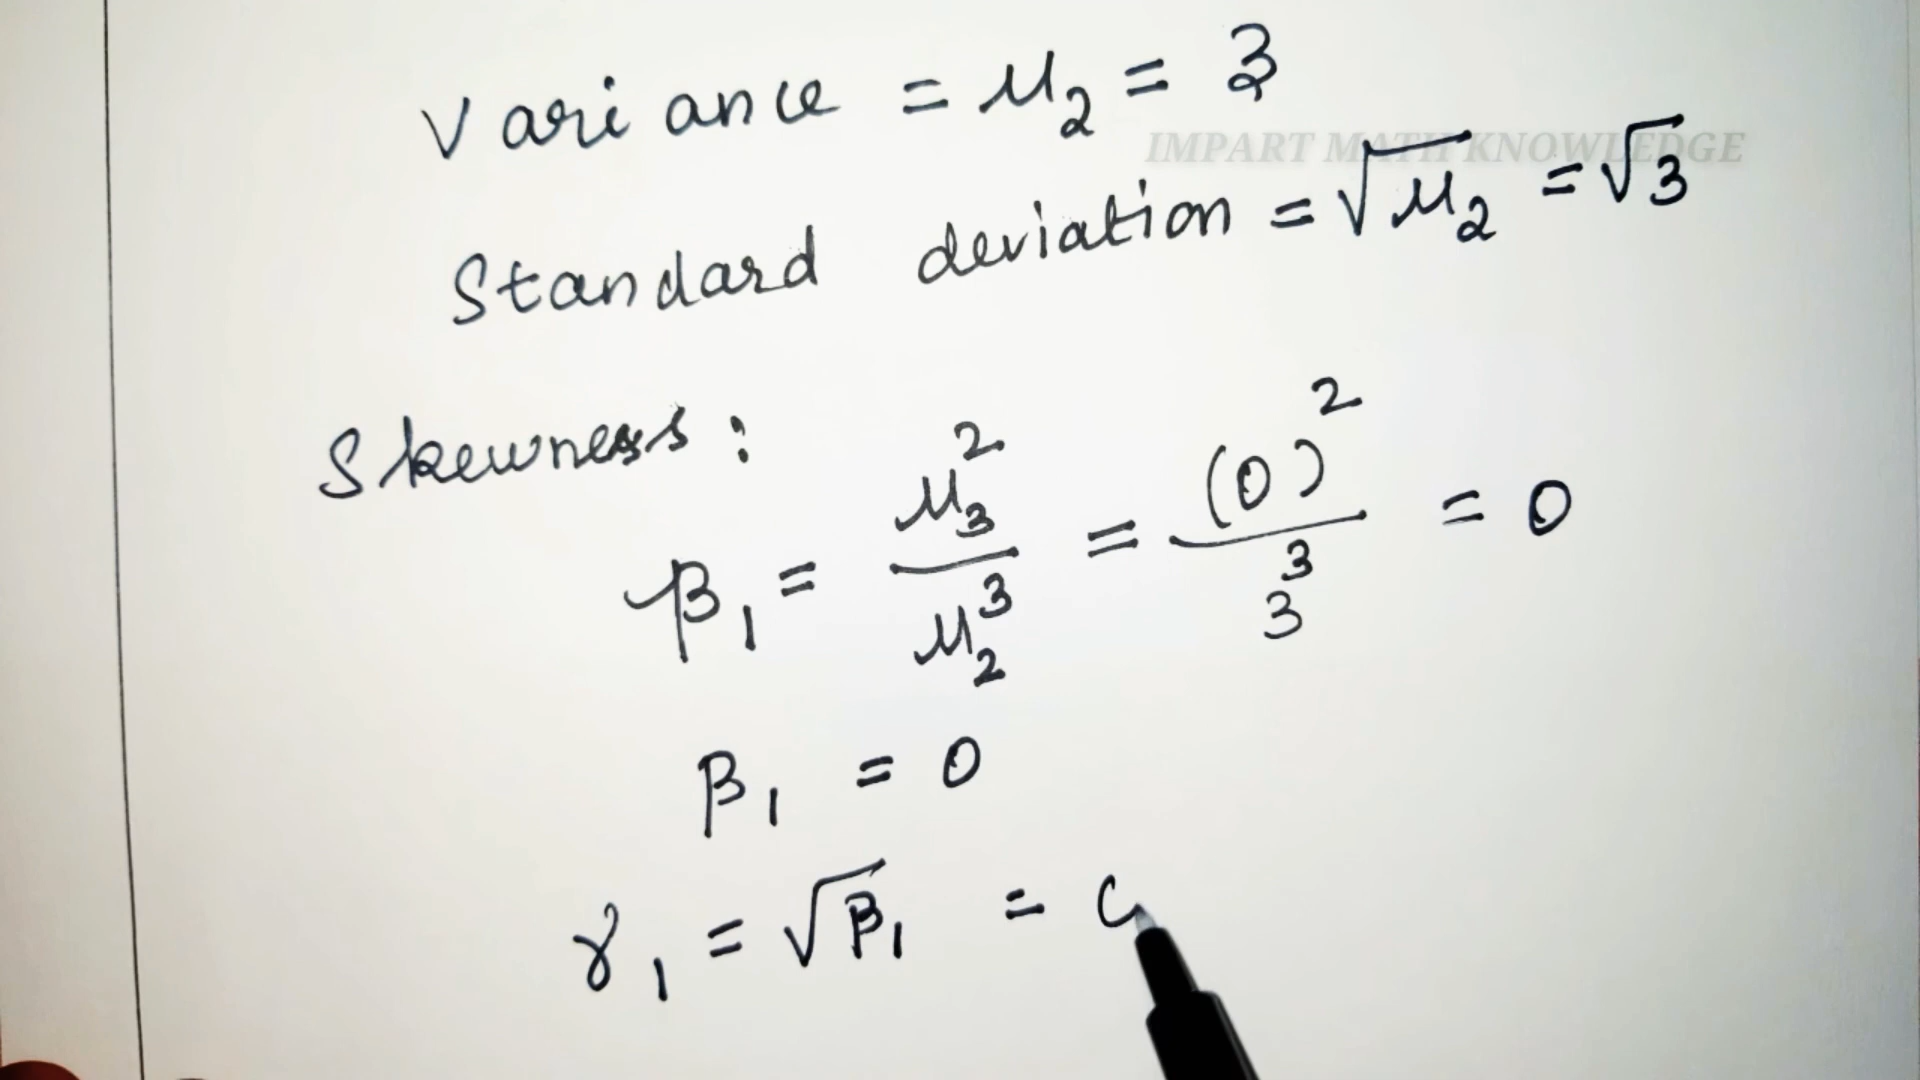 Variance = μ₂ = 3
IMPART MATH KNOWLEDGE
Standard deviation = √μ₂ = √3
Skewness :
β₁ = μ₃² / μ₂³ = (0)² / 3³ = 0
β₁ = 0
γ₁ = √β₁ =